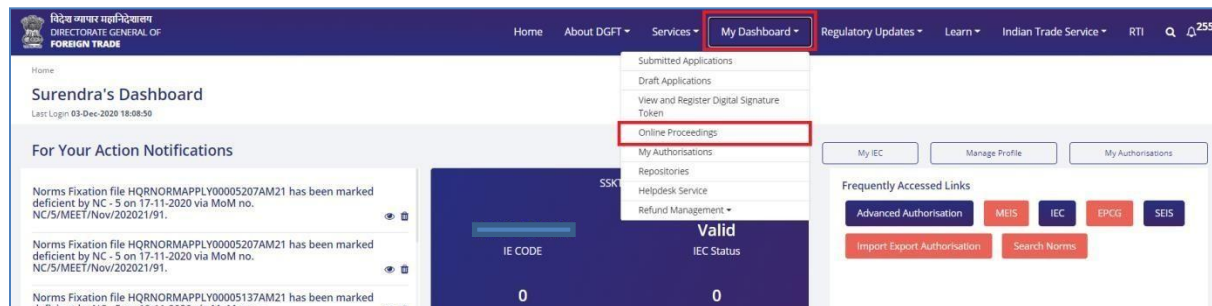 विदेश व्यापार महानिदेशालय
DIRECTORATE GENERAL OF
FOREIGN TRADE
Home About DGFT Services My Dashboard Regulatory Updates Learn Indian Trade Service RTI 255
Submitted Applications
Draft Applications
View and Register Digital Signature
Token
Online Proceedings
My Authorisations
Repositories
Helpdesk Service
Refund Management
Home
Surendra's Dashboard
Last Login 03-Dec-2020 18:08:50
For Your Action Notifications
Norms Fixation file HQRNORMAPPLY00005207AM21 has been marked
deficient by NC - 5 on 17-11-2020 via MoM no.
NC/5/MEET/Nov/202021/91.
Norms Fixation file HQRNORMAPPLY00005207AM21 has been marked
deficient by NC - 5 on 17-11-2020 via MoM no.
NC/5/MEET/Nov/202021/91.
Norms Fixation file HQRNORMAPPLY00005137AM21 has been marked
IE CODE
Valid
IEC Status
0 0
My IEC Manage Profile My Authorisations
Frequently Accessed Links
Advanced Authorisation MEIS IEC EPCG SEIS
Import Export Authorisation Search Norms